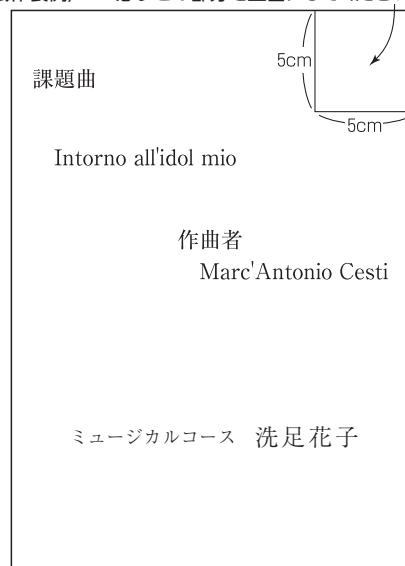 5cm
課題曲
5cm
Intorno all'idol mio
作曲者
Marc'Antonio Cesti
ミュージカルコース 洗足花子